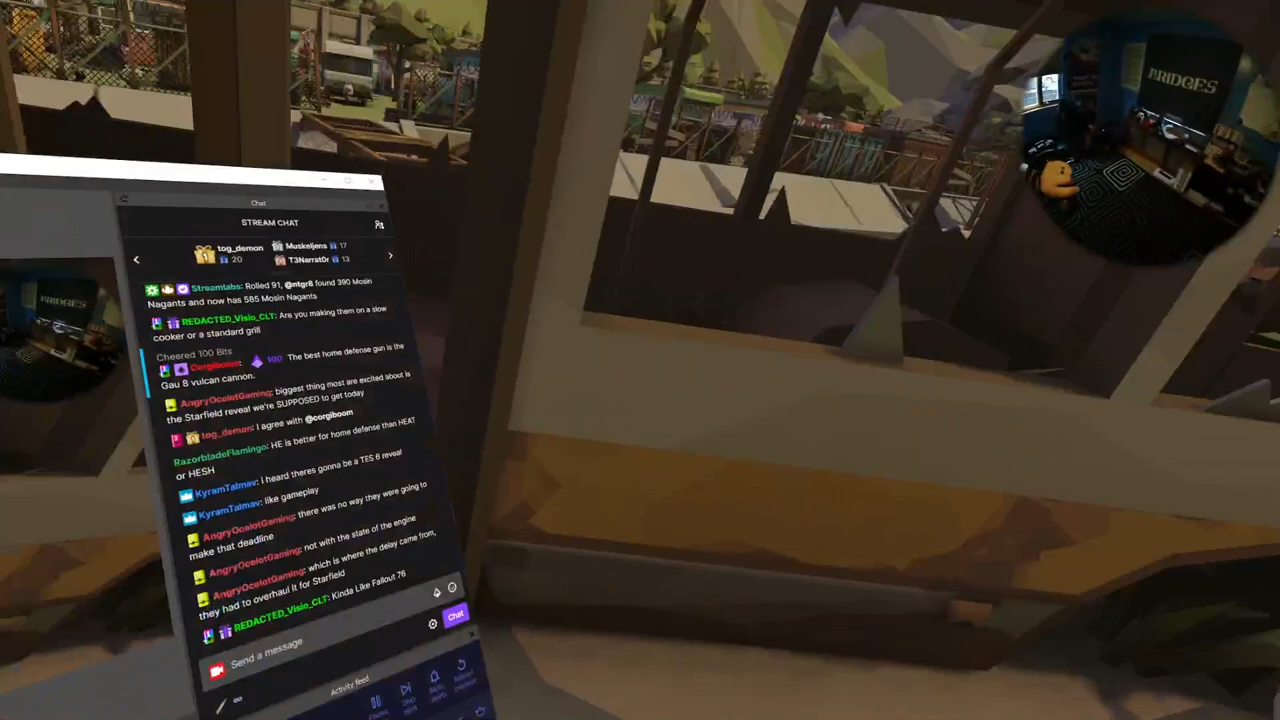 BRIDGES
Chat
STREAM CHAT
tog_demon
20
Muskeljens 17
T3Narrat0r 13
Streamlabs: Rolled 91, @ntgr8 found 390 Mosin
Nagants and now has 585 Mosin Nagants
REDACTED_Visio_CLT: Are you making them on a slow
cooker or a standard grill
Cheered 100 Bits
Corgiboom: 100 The best home defense gun is the
Gau 8 vulcan cannon.
AngryOcelotGaming: biggest thing most are excited about is
the Starfield reveal we're SUPPOSED to get today
tog_demon: I agree with @corgiboom
RazorbladeFlamingo: HE is better for home defense than HEAT
or HESH
KyramTalmav: i heard theres gonna be a TES 6 reveal
KyramTalmav: like gameplay
AngryOcelotGaming: there was no way they were going to
make that deadline
AngryOcelotGaming: not with the state of the engine
AngryOcelotGaming: which is where the delay came from,
they had to overhaul it for Starfield
REDACTED_Visio_CLT: Kinda Like Fallout 76
Send a message
Chat
Activity feed